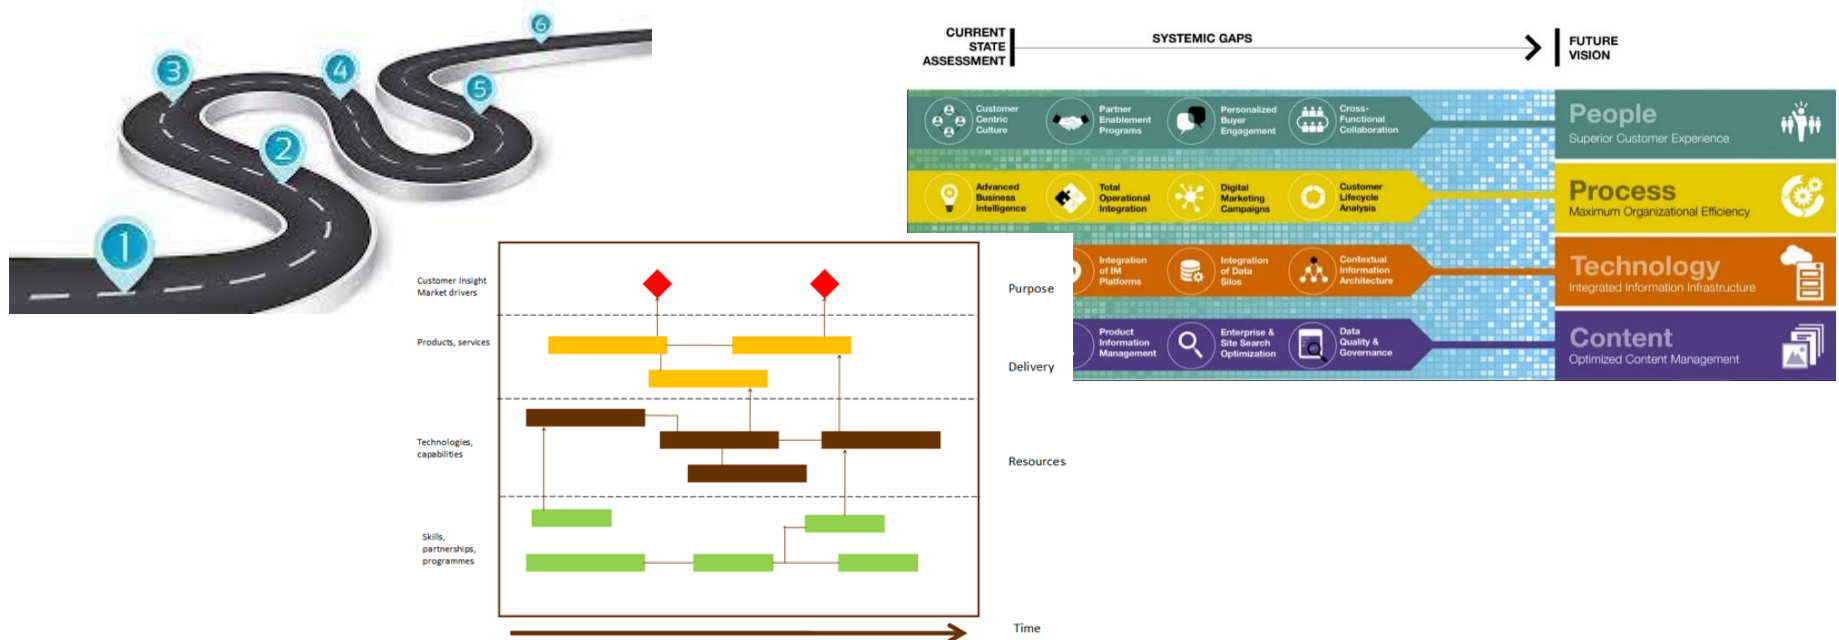 6
3
4
5
2
1
CURRENT
STATE
ASSESSMENT
SYSTEMIC GAPS
FUTURE
VISION
Customer
Centric
Culture
Partner
Enablement
Programs
Personalized
Buyer
Engagement
Cross-
Functional
Collaboration
People
Superior Customer Experience
Advanced
Business
Intelligence
Total
Operational
Integration
Digital
Marketing
Campaigns
Customer
Lifecycle
Analysis
Process
Maximum Organizational Efficiency
Integration
of IM
Platforms
Integration
of Data
Silos
Contextual
Information
Architecture
Technology
Integrated Information Infrastructure
Product
Information
Management
Enterprise &
Site Search
Optimization
Data
Quality &
Governance
Content
Optimized Content Management
Customer Insight
Market drivers
Purpose
Products, services
Delivery
Technologies,
capabilities
Resources
Skills,
partnerships,
programmes
Time